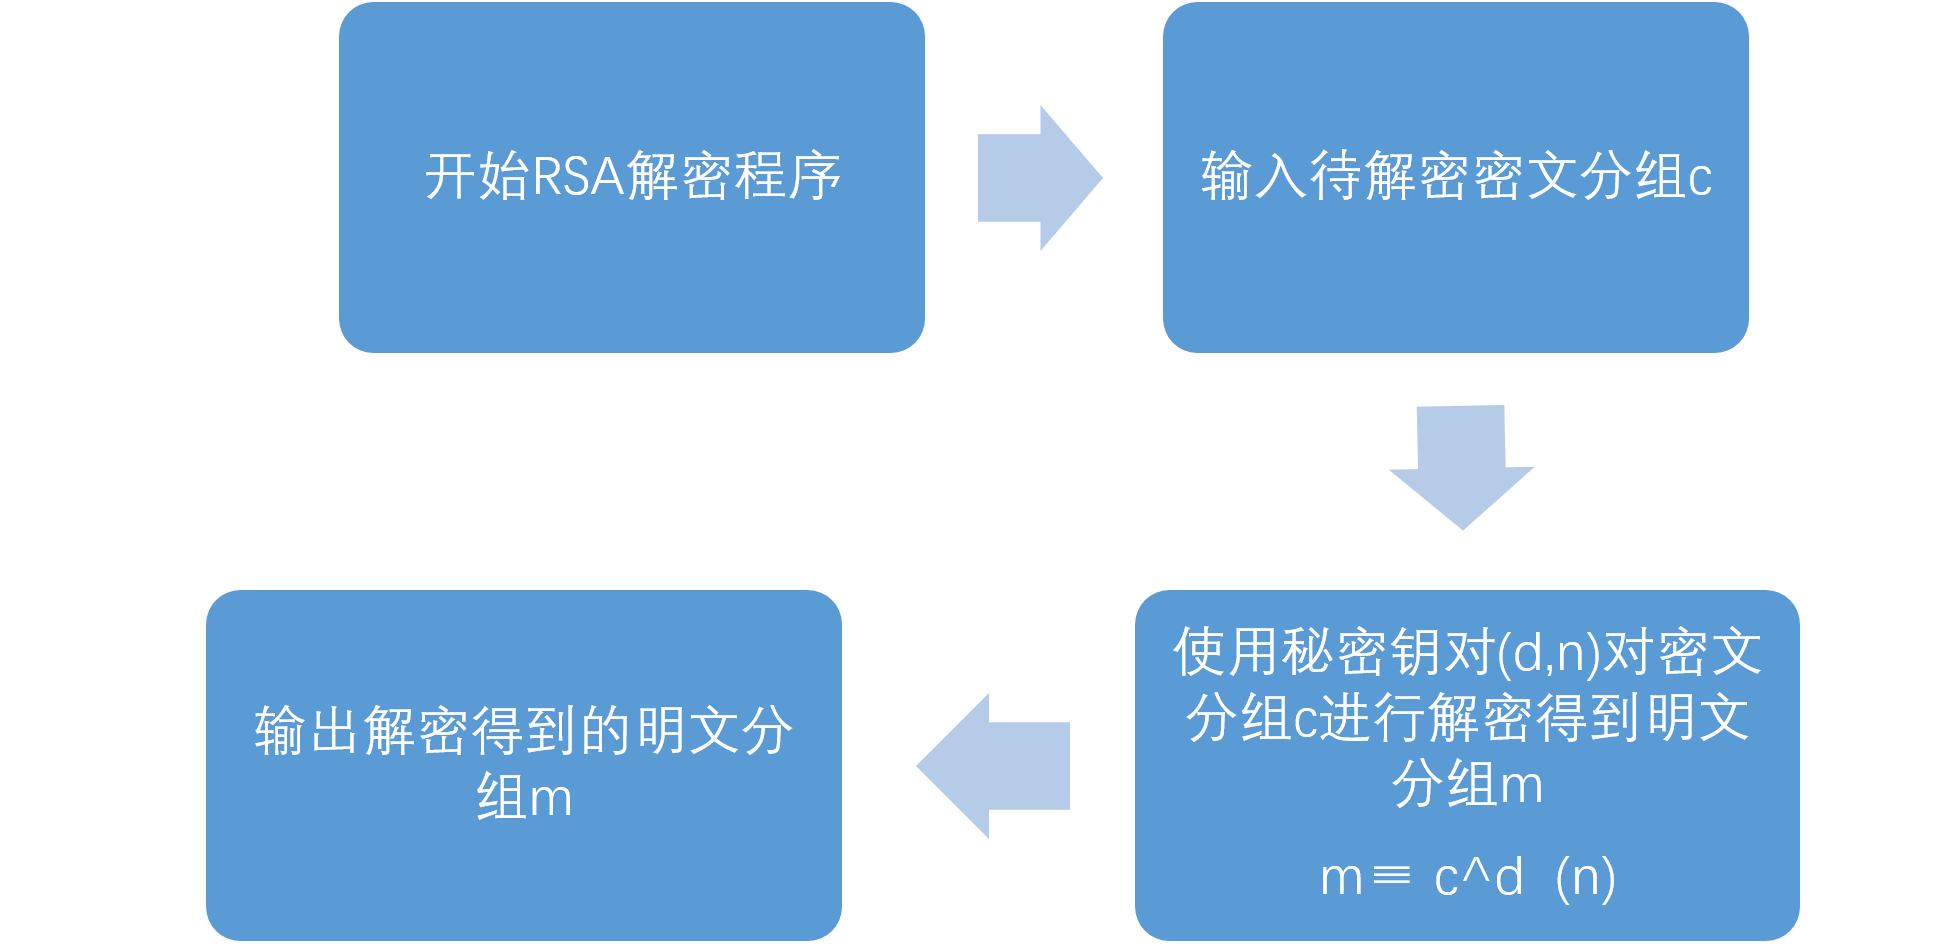 开始RSA解密程序
输入待解密密文分组c
使用秘密钥对(d,n)对密文
分组c进行解密得到明文
分组m
m≡ c^d  (n)
输出解密得到的明文分
组m